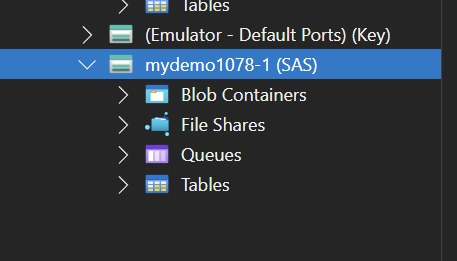 Tables
(Emulator - Default Ports) (Key)
mydemo1078-1 (SAS)
Blob Containers
File Shares
Queues
Tables